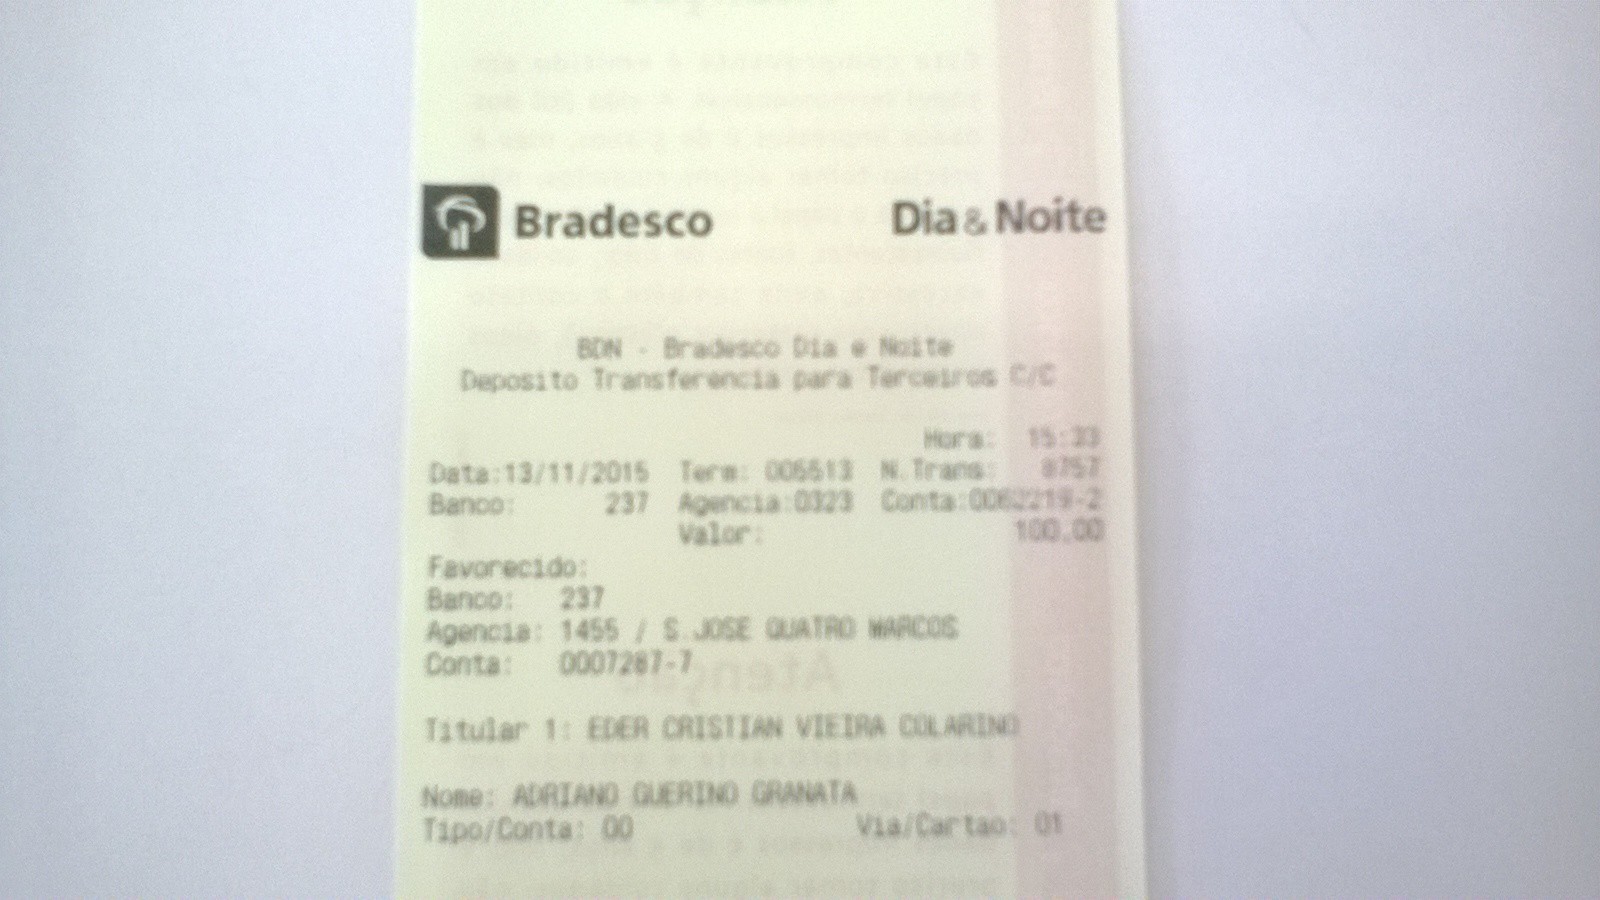 Bradesco Dia&Noite
BDN - Bradesco Dia e Noite
Deposito Transferencia para Terceiros C/C
Hora: 15:33
Data:13/11/2015 Term: 005513 N.Trans: 8757
Banco: 237 Agencia:0323 Conta:0062219-2
Valor: 100,00
Favorecido:
Banco: 237
Agencia: 1455 / S.JOSE QUATRO MARCOS
Conta: 0007287-7
Atenção
Titular 1: EDER CRISTIAN VIEIRA COLARINO
Nome: ADRIANO GUERINO GRANATA
Tipo/Conta: 00 Via/Cartao: 01